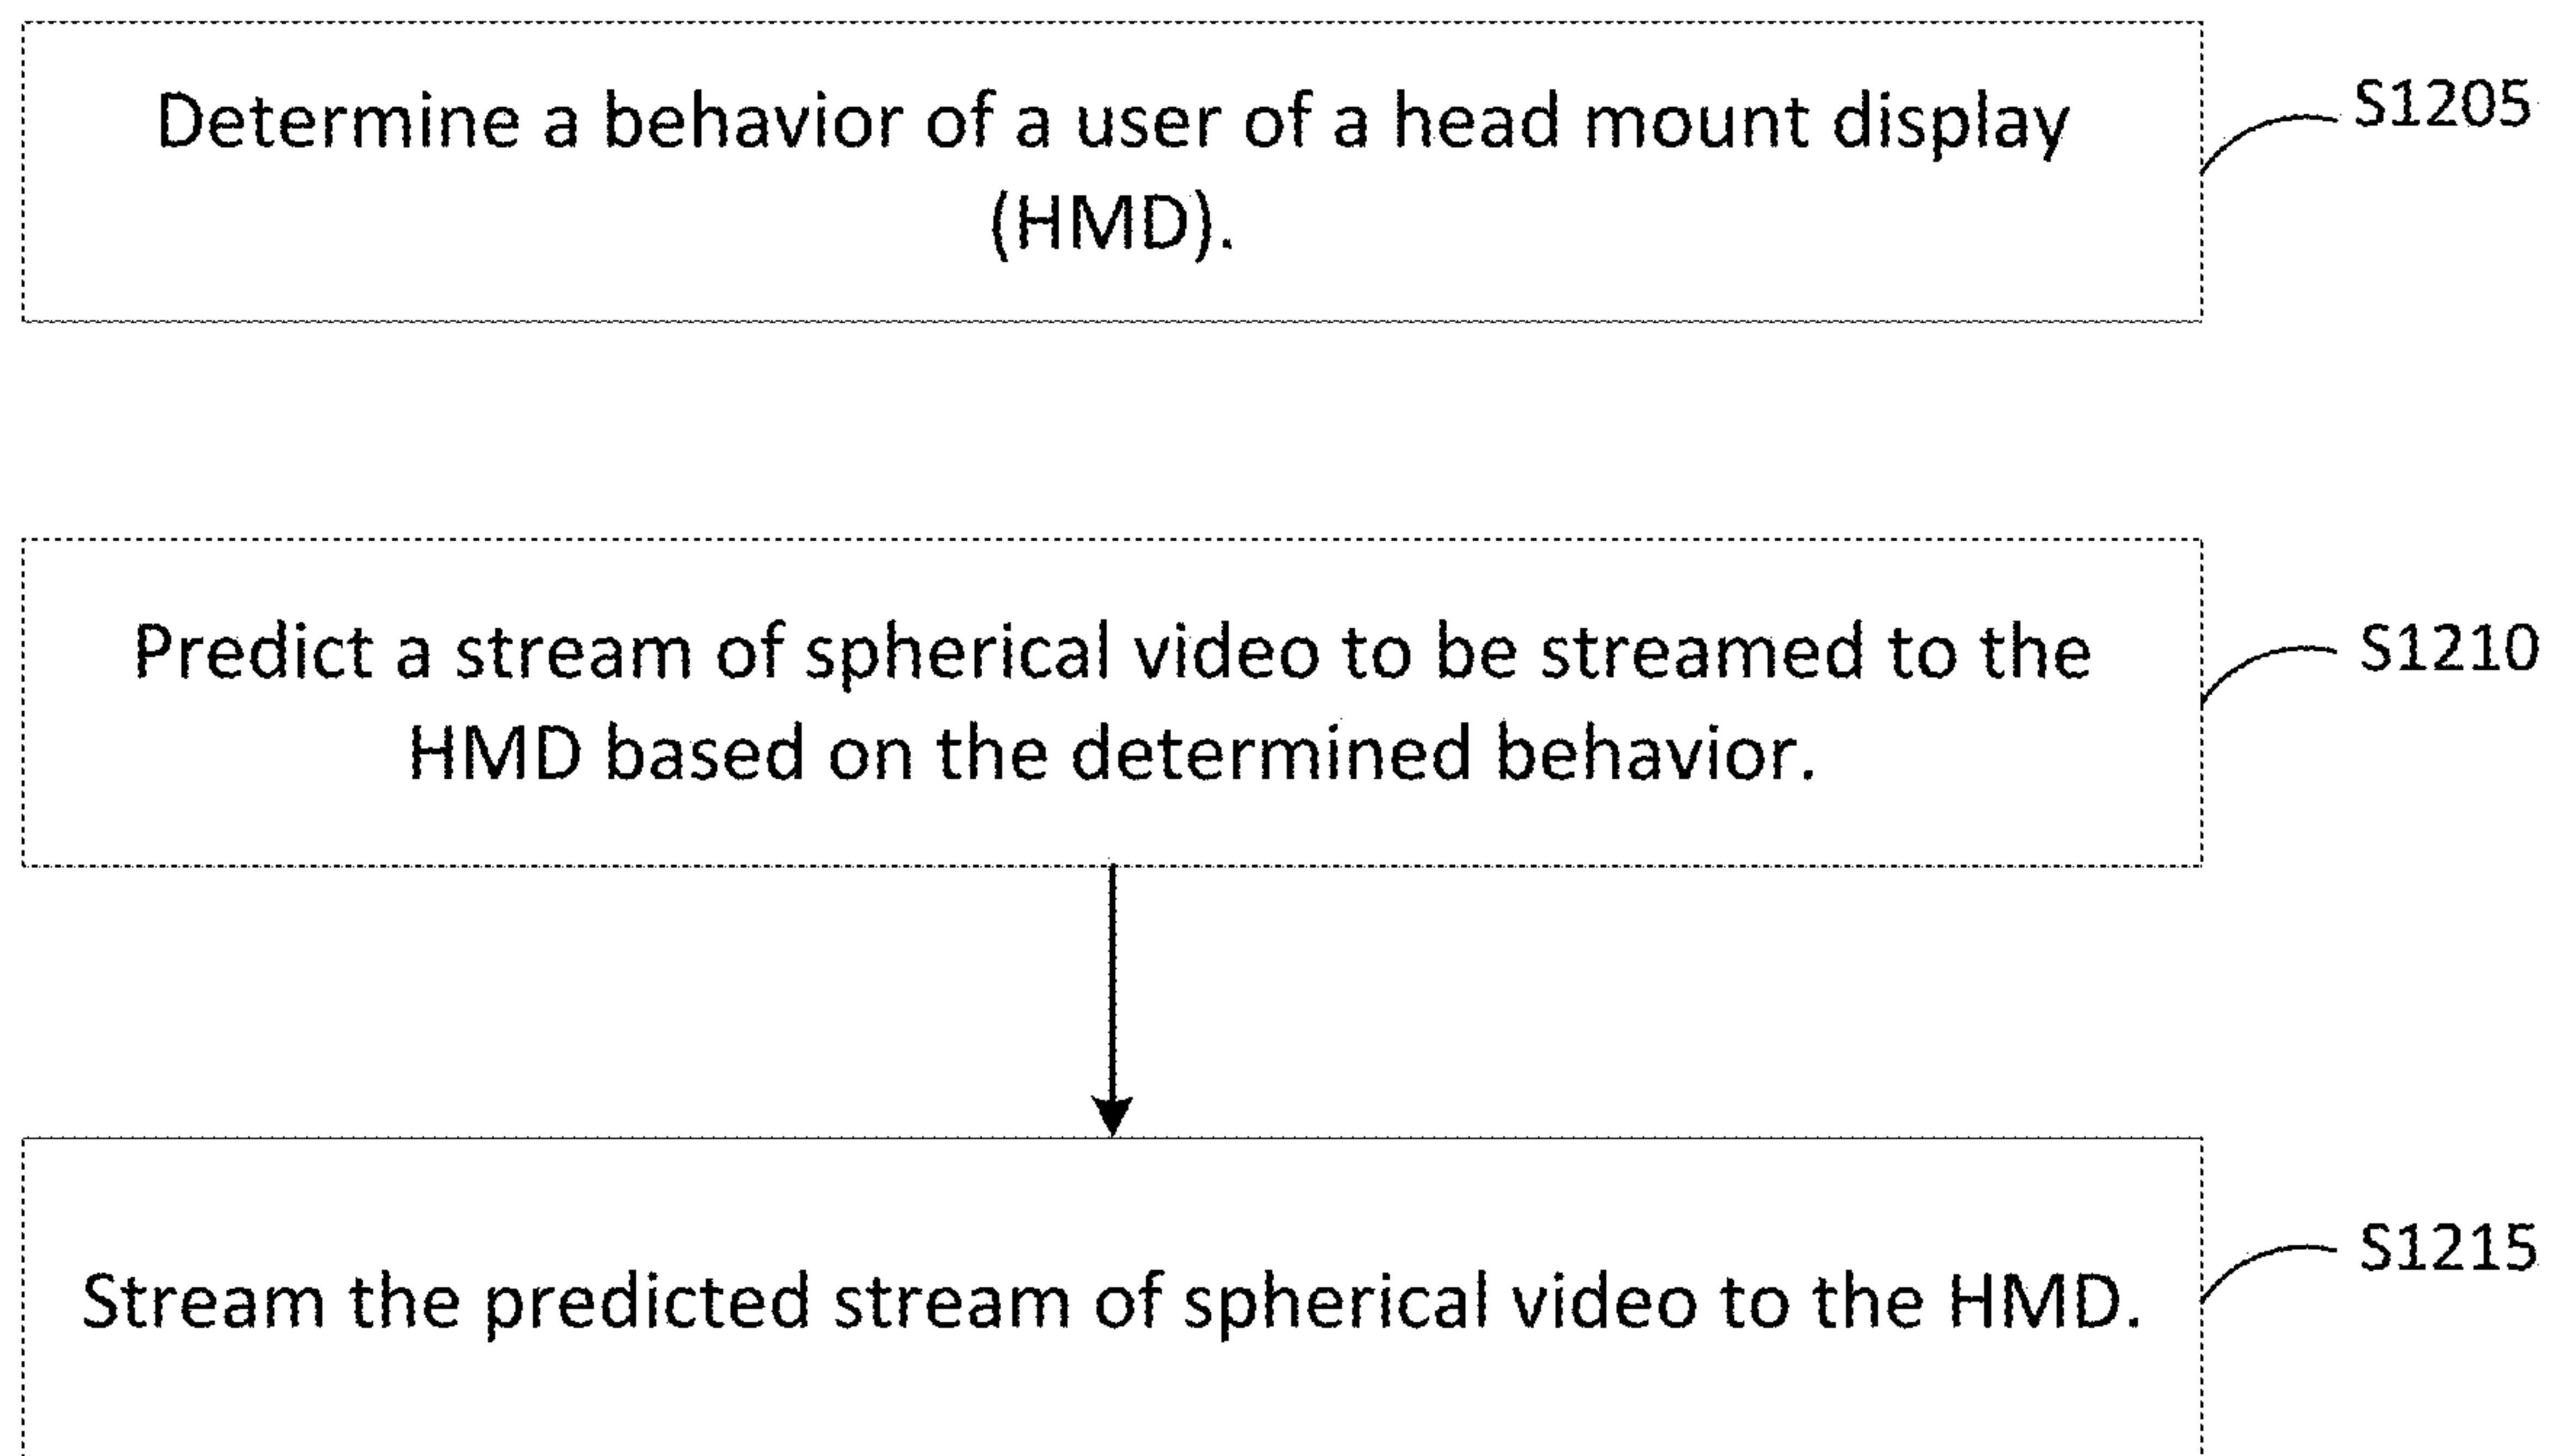 Determine a behavior of a user of a head mount display
(HMD).
S1205
Predict a stream of spherical video to be streamed to the
HMD based on the determined behavior.
S1210
Stream the predicted stream of spherical video to the HMD.
S1215